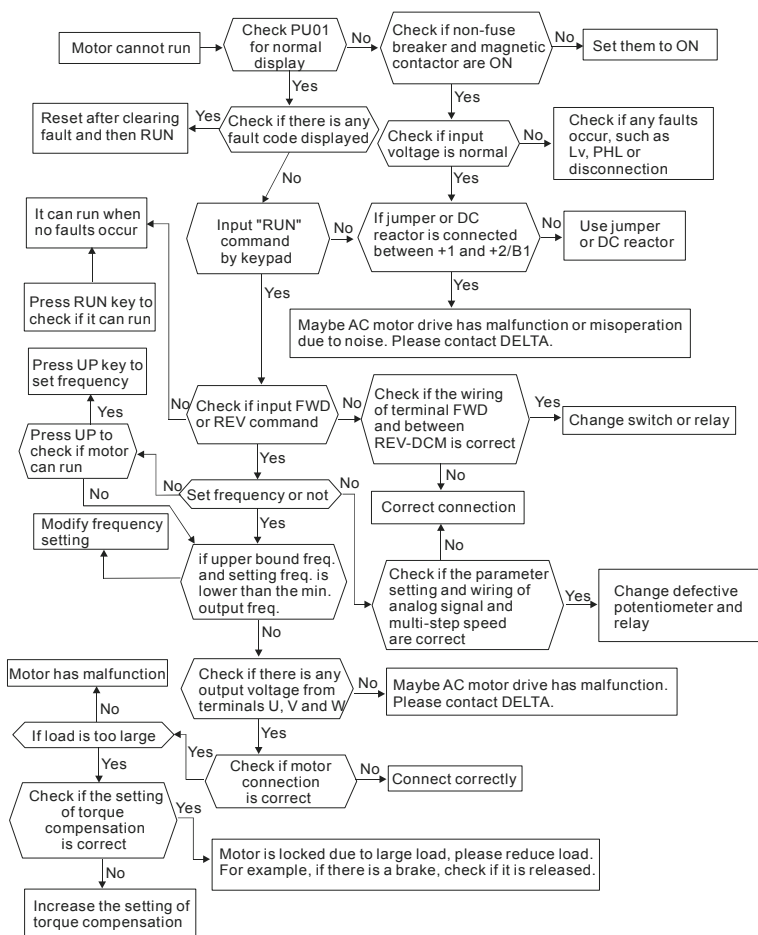 Motor cannot run
Check PU01
for normal
display
No
Check if non-fuse
breaker and magnetic
contactor are ON
No
Set them to ON
Yes
Yes
Reset after clearing
fault and then RUN
Yes
Check if there is any
fault code displayed
Check if input
voltage is normal
No
Check if any faults
occur, such as
Lv, PHL or
disconnection
No
Yes
It can run when
no faults occur
Input "RUN"
command
by keypad
No
If jumper or DC
reactor is connected
between +1 and +2/B1
No
Use jumper
or DC reactor
Press RUN key to
check if it can run
Yes
Yes
Maybe AC motor drive has malfunction or misoperation
due to noise. Please contact DELTA.
Press UP key to
set frequency
Yes
No
Check if input FWD
or REV command
Check if the wiring
of terminal FWD
and between
REV-DCM is correct
Yes
Change switch or relay
Press UP to
check if motor
can run
Yes
No
No
No
Set frequency or not
No
Correct connection
Modify frequency
setting
Yes
No
if upper bound freq.
and setting freq. is
lower than the min.
output freq.
Check if the parameter
setting and wiring of
analog signal and
multi-step speed
are correct
Yes
Change defective
potentiometer and
relay
No
Motor has malfunction
Check if there is any
output voltage from
terminals U, V and W
No
Maybe AC motor drive has malfunction.
Please contact DELTA.
No
If load is too large
Yes
Yes
Yes
Check if motor
connection
is correct
No
Connect correctly
Check if the setting
of torque
compensation
is correct
Yes
Motor is locked due to large load, please reduce load.
For example, if there is a brake, check if it is released.
No
Increase the setting of
torque compensation